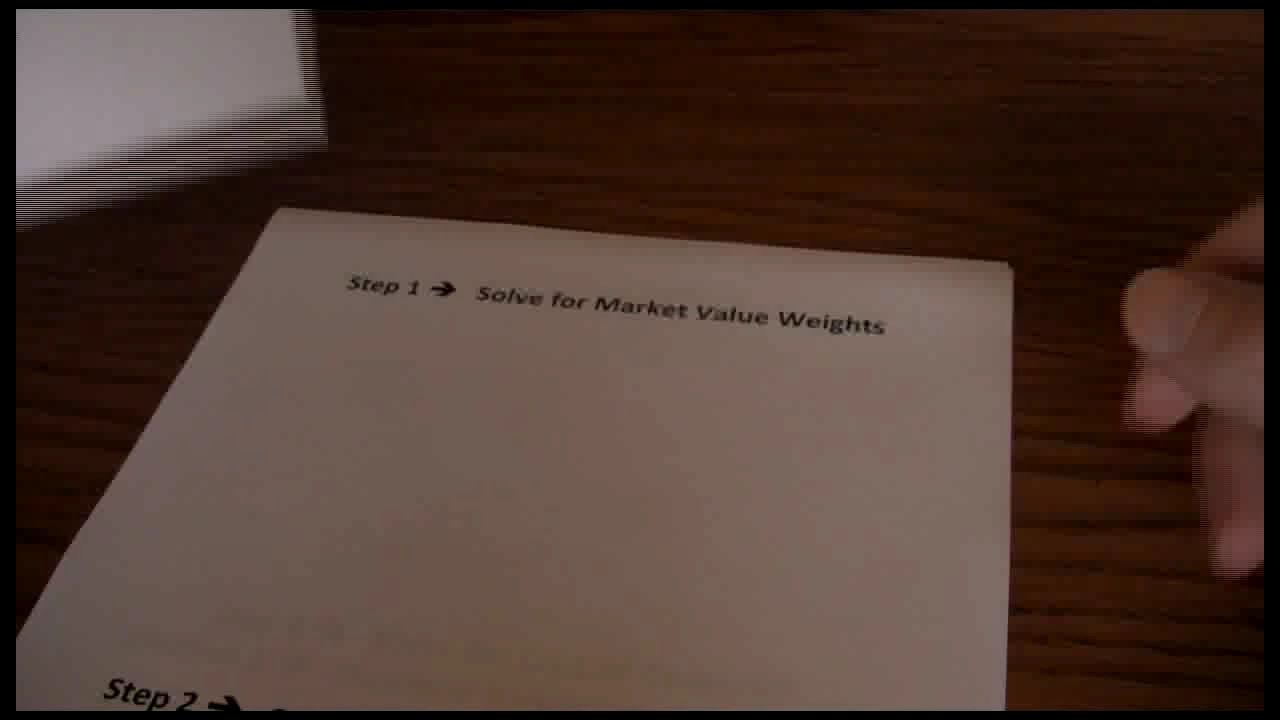 Step 1 → Solve for Market Value Weights
Step 2 →